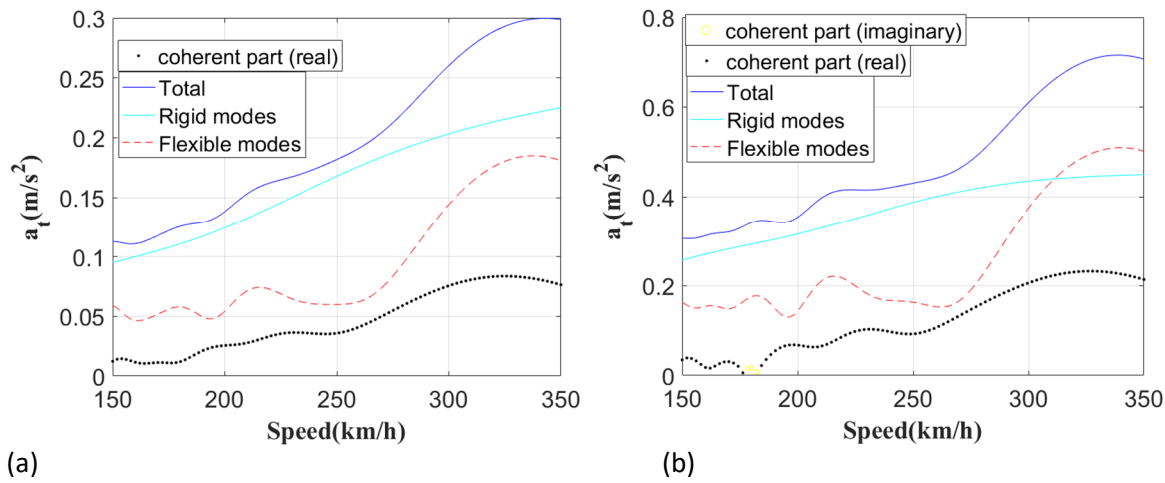 0.3
0.25
0.2
0.15
0.1
0.05
0
a_t(m/s^2)
coherent part (real)
Total
Rigid modes
Flexible modes
150 200 250 300 350
Speed(km/h)
(a)
0.8
0.6
0.4
0.2
0
a_t(m/s^2)
coherent part (imaginary)
coherent part (real)
Total
Rigid modes
Flexible modes
150 200 250 300 350
Speed(km/h)
(b)